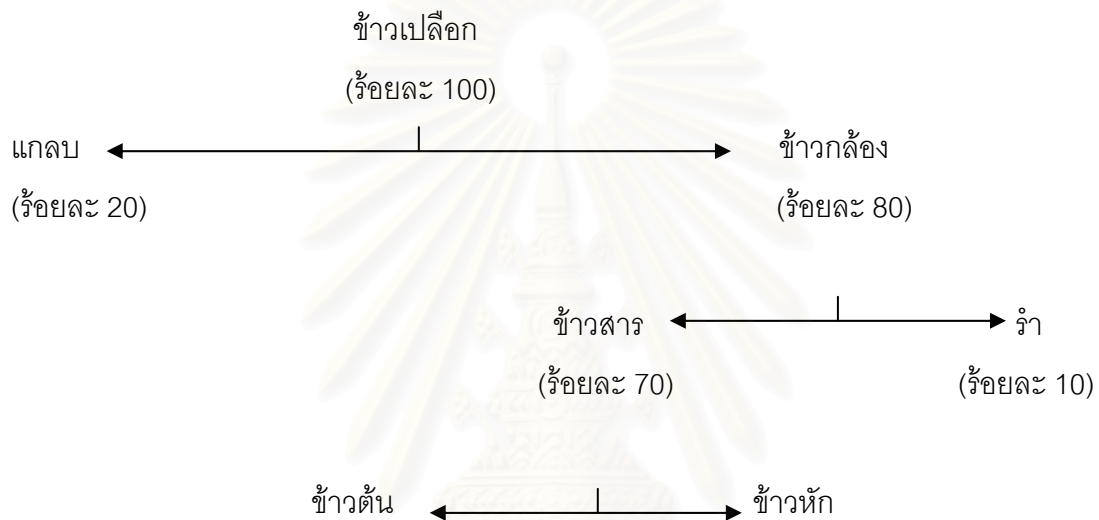 ข้าวเปลือก
(ร้อยละ 100)
แกลบ ข้าวกล้อง
(ร้อยละ 20) (ร้อยละ 80)
ข้าวสาร รำ
(ร้อยละ 70) (ร้อยละ 10)
ข้าวต้น ข้าวหัก